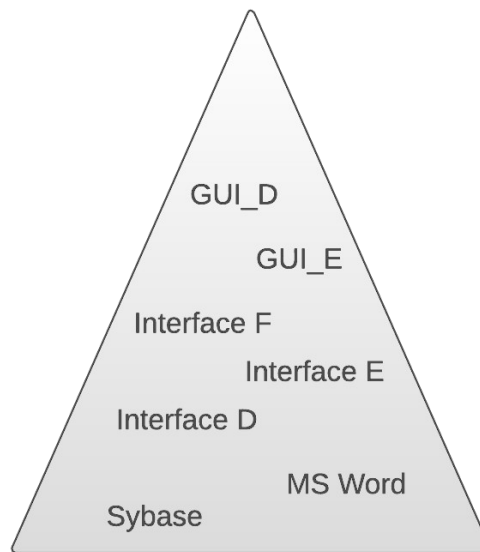 GUI_D
GUI_E
Interface F
Interface E
Interface D
MS Word
Sybase